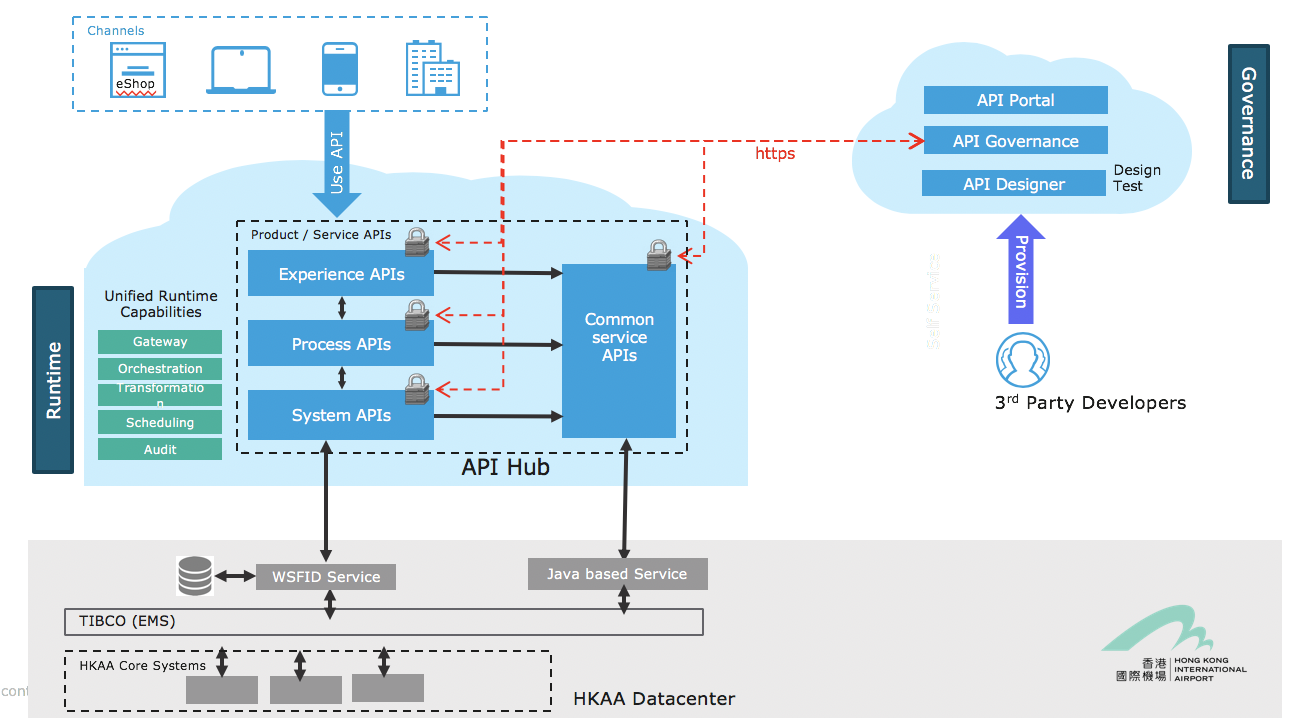 Channels
eShop
Use API
https
API Portal
API Governance
API Designer
Design
Test
Governance
Provision
Self Service
3rd Party Developers
Runtime
Unified Runtime
Capabilities
Gateway
Orchestration
Transformatio
n
Scheduling
Audit
Product / Service APIs
Experience APIs
Process APIs
System APIs
Common
service
APIs
API Hub
WSFID Service
Java based Service
TIBCO (EMS)
HKAA Core Systems
HKAA Datacenter
香港
國際機場
HONG KONG
INTERNATIONAL
AIRPORT
cont